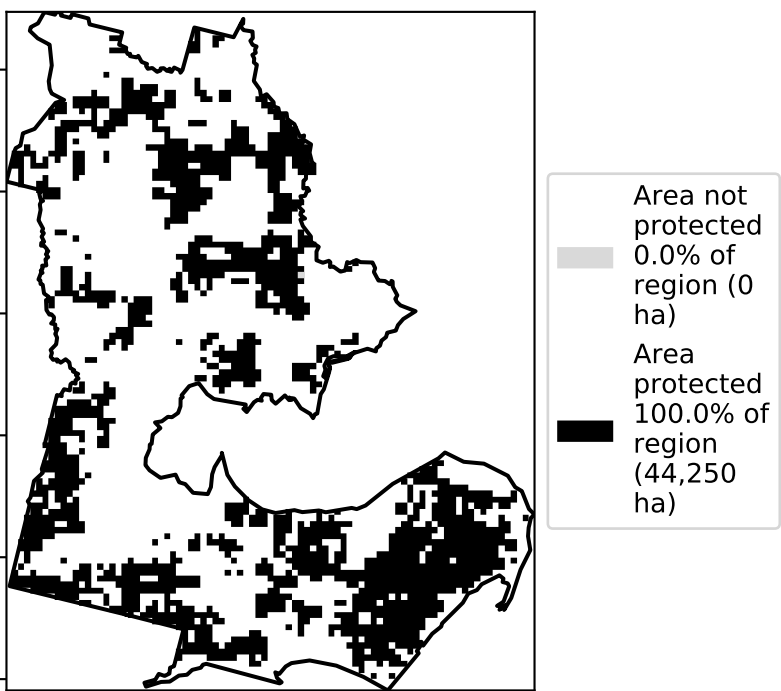 Area not
protected
0.0% of
region (0
ha)
Area
protected
100.0% of
region
(44,250
ha)